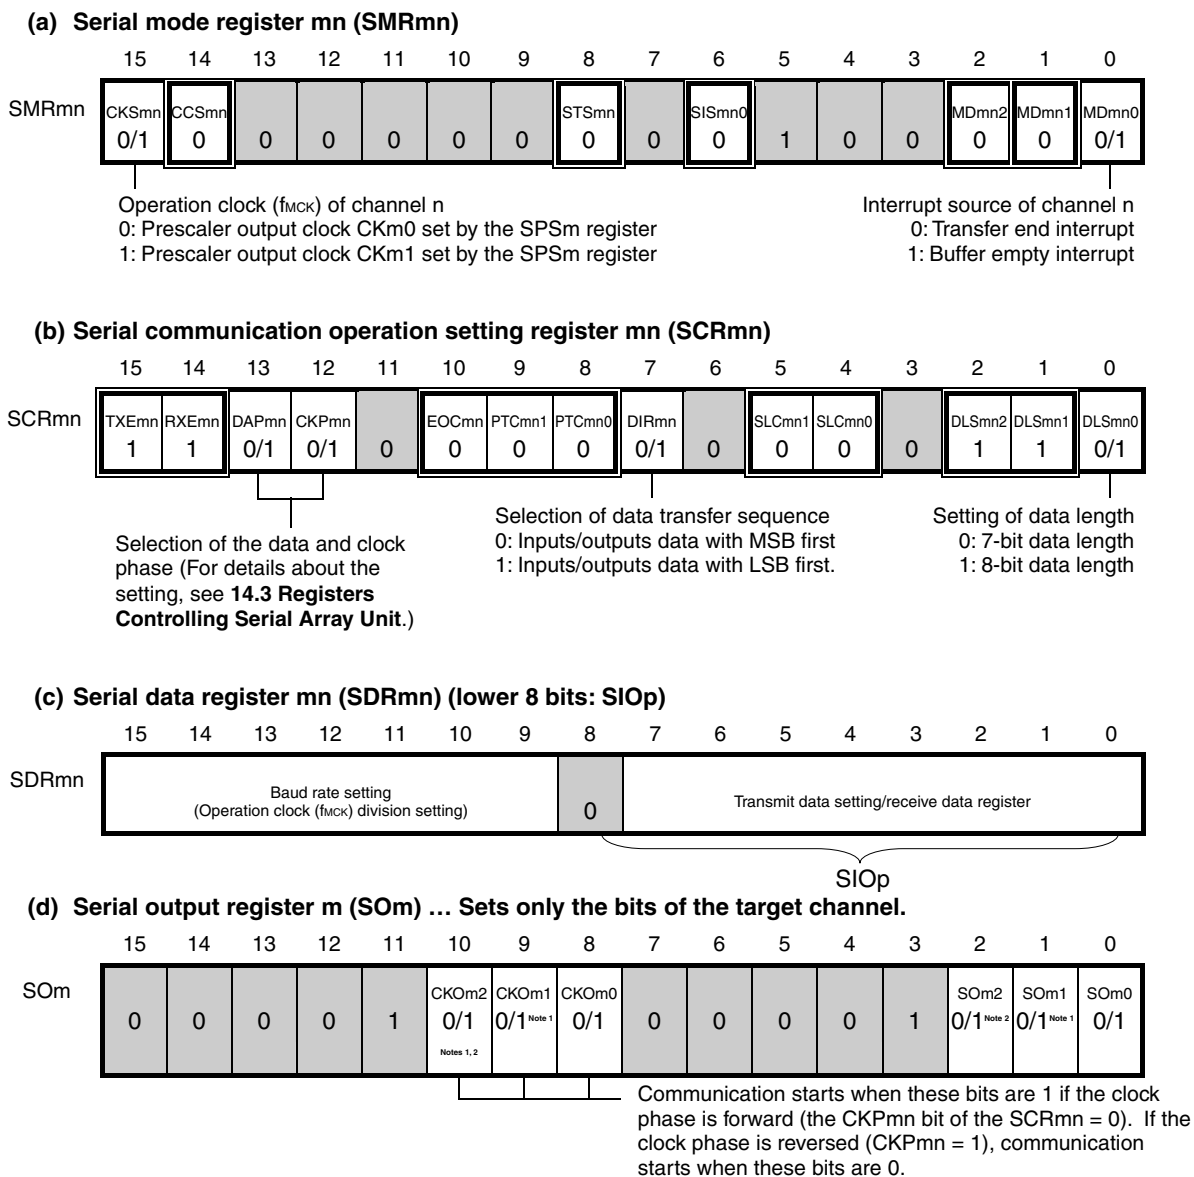 (a) Serial mode register mn (SMRmn)
15 14 13 12 11 10 9 8 7 6 5 4 3 2 1 0
SMRmn
CKSmn CCSmn STSmn SISmn0 MDmn2 MDmn1 MDmn0
0/1 0 0 0 0 0 0 0 0 0 1 0 0 0 0 0/1
Operation clock (fMCK) of channel n
0: Prescaler output clock CKm0 set by the SPSm register
1: Prescaler output clock CKm1 set by the SPSm register
Interrupt source of channel n
0: Transfer end interrupt
1: Buffer empty interrupt
(b) Serial communication operation setting register mn (SCRmn)
15 14 13 12 11 10 9 8 7 6 5 4 3 2 1 0
SCRmn
TXEmn RXEmn DAPmn CKPmn EOCmn PTCmn1 PTCmn0 DIRmn SLCmn1 SLCmn0 DLSmn2 DLSmn1 DLSmn0
1 1 0/1 0/1 0 0 0 0 0/1 0 0 0 0 1 1 0/1
Selection of the data and clock
phase (For details about the
setting, see 14.3 Registers
Controlling Serial Array Unit.)
Selection of data transfer sequence
0: Inputs/outputs data with MSB first
1: Inputs/outputs data with LSB first.
Setting of data length
0: 7-bit data length
1: 8-bit data length
(c) Serial data register mn (SDRmn) (lower 8 bits: SIOp)
15 14 13 12 11 10 9 8 7 6 5 4 3 2 1 0
SDRmn
Baud rate setting
(Operation clock (fMCK) division setting)
0
Transmit data setting/receive data register
SIOp
(d) Serial output register m (SOm) … Sets only the bits of the target channel.
15 14 13 12 11 10 9 8 7 6 5 4 3 2 1 0
SOm
CKOm2 CKOm1 CKOm0 SOm2 SOm1 SOm0
0 0 0 0 1 0/1 0/1 Note 1 0/1 0 0 0 0 1 0/1 Note 2 0/1 Note 1 0/1
Notes 1, 2
Communication starts when these bits are 1 if the clock
phase is forward (the CKPmn bit of the SCRmn = 0). If the
clock phase is reversed (CKPmn = 1), communication
starts when these bits are 0.